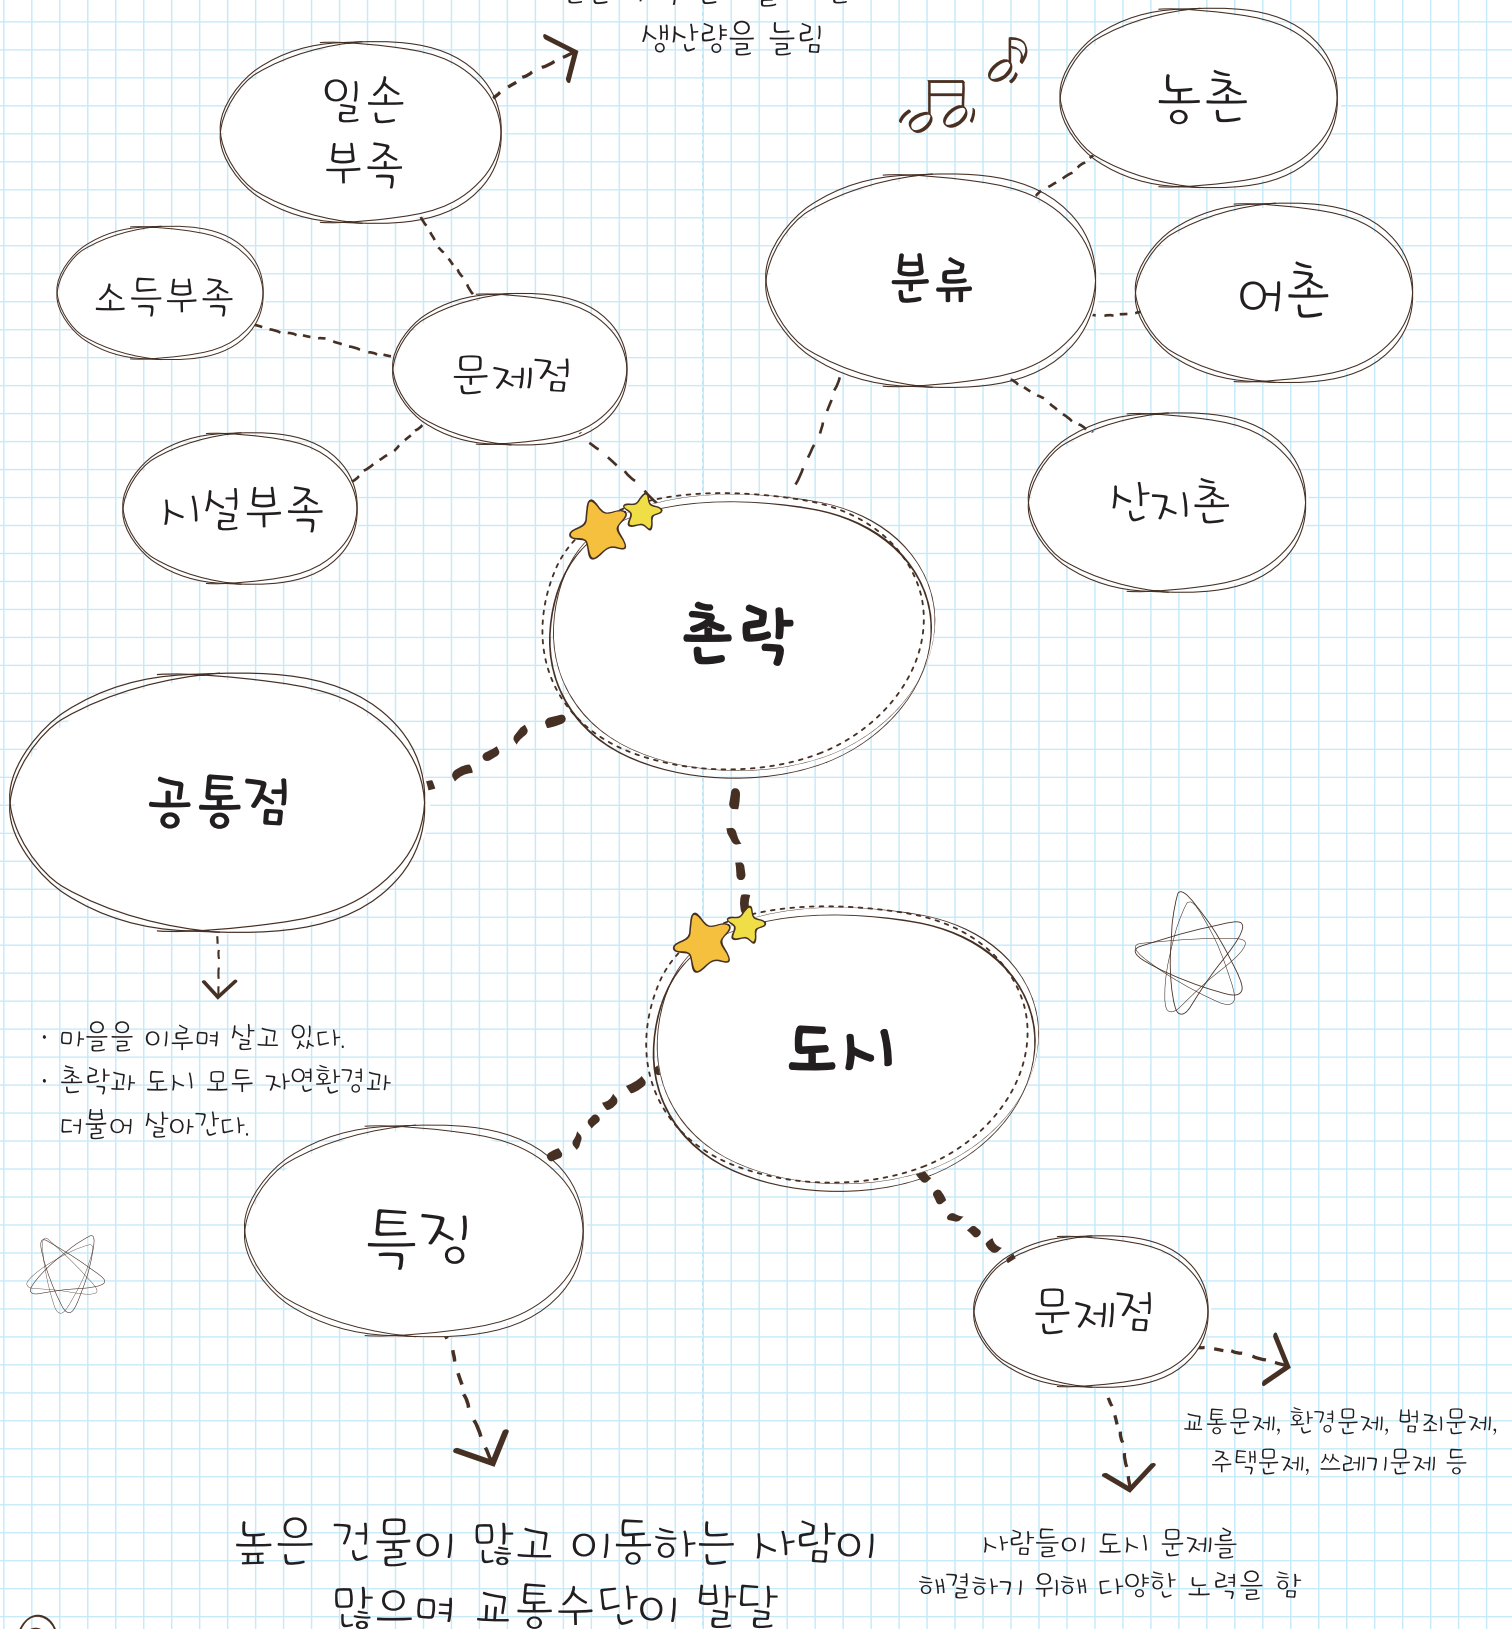 생산량을 늘림
일손
부족
농촌
분류
어촌
소득부족
문제점
시설부족
산지촌
촌락
공통점
· 마을을 이루며 살고 있다.
· 촌락과 도시 모두 자연환경과
더불어 살아간다.
도시
특징
문제점
교통문제, 환경문제, 범죄문제,
주택문제, 쓰레기문제 등
높은 건물이 많고 이동하는 사람이
많으며 교통수단이 발달
사람들이 도시 문제를
해결하기 위해 다양한 노력을 함